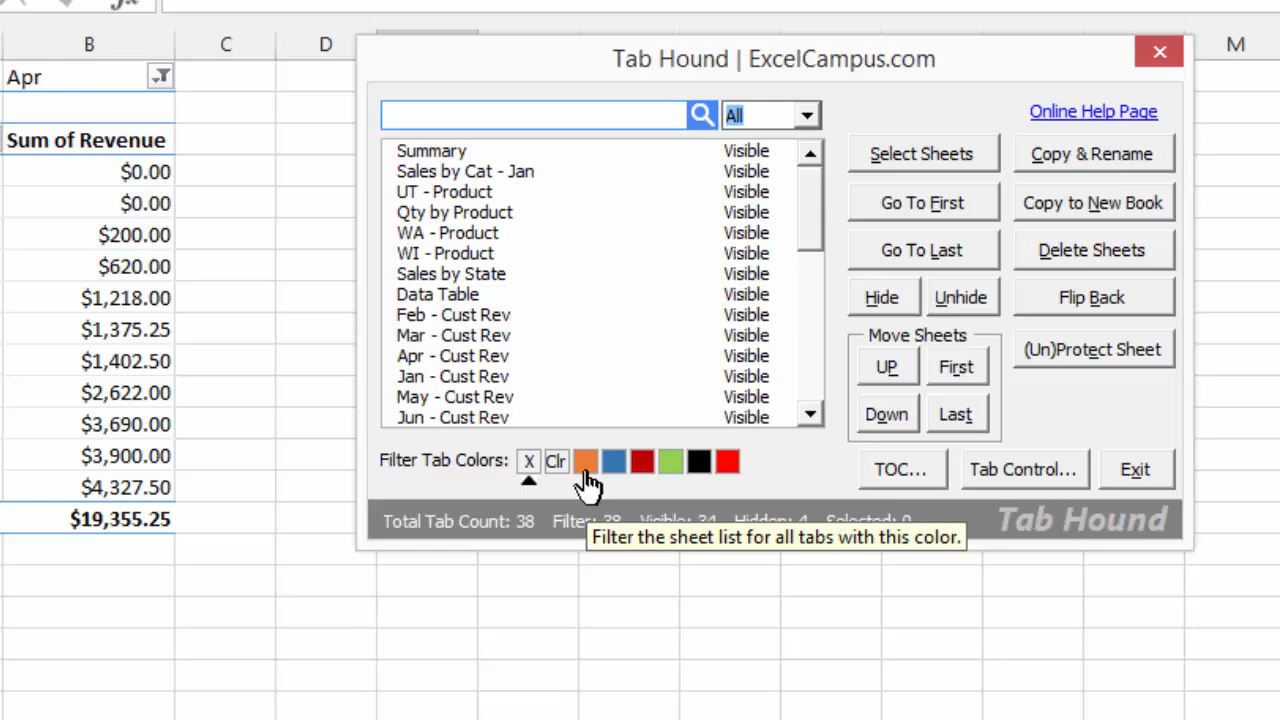 fx
B C D M
Tab Hound | ExcelCampus.com
Apr
Sum of Revenue
$0.00
$0.00
$200.00
$620.00
$1,218.00
$1,375.25
$1,402.50
$2,622.00
$3,690.00
$3,900.00
$4,327.50
$19,355.25
All
Online Help Page
Summary Visible
Sales by Cat - Jan Visible
UT - Product Visible
Qty by Product Visible
WA - Product Visible
WI - Product Visible
Sales by State Visible
Data Table Visible
Feb - Cust Rev Visible
Mar - Cust Rev Visible
Apr - Cust Rev Visible
Jan - Cust Rev Visible
May - Cust Rev Visible
Jun - Cust Rev Visible
Select Sheets Copy & Rename
Go To First Copy to New Book
Go To Last Delete Sheets
Hide Unhide Flip Back
Move Sheets
(Un)Protect Sheet
UP First
Down Last
Filter Tab Colors: X Clr
TOC... Tab Control... Exit
Total Tab Count: 38 Filter: 38 Visible: 34 Hidden: 4 Selected: 0 Tab Hound
Filter the sheet list for all tabs with this color.